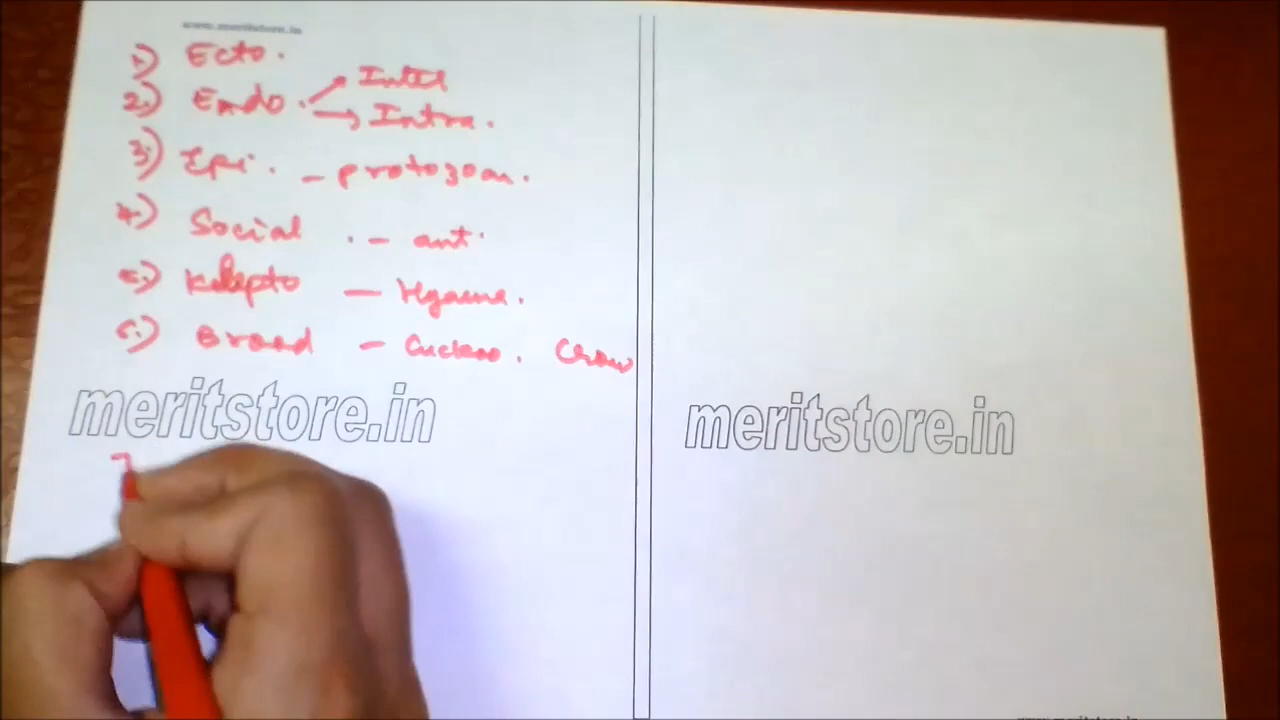 www.meritstore.in
1.) Ecto.
2.) Endo. → Inter
→ Intra.
3.) Epi. - protozoan.
4.) Social. - ant.
5.) Klepto - Hyaena.
6.) Brood - Cuckoo. Crow
meritstore.in
meritstore.in
7